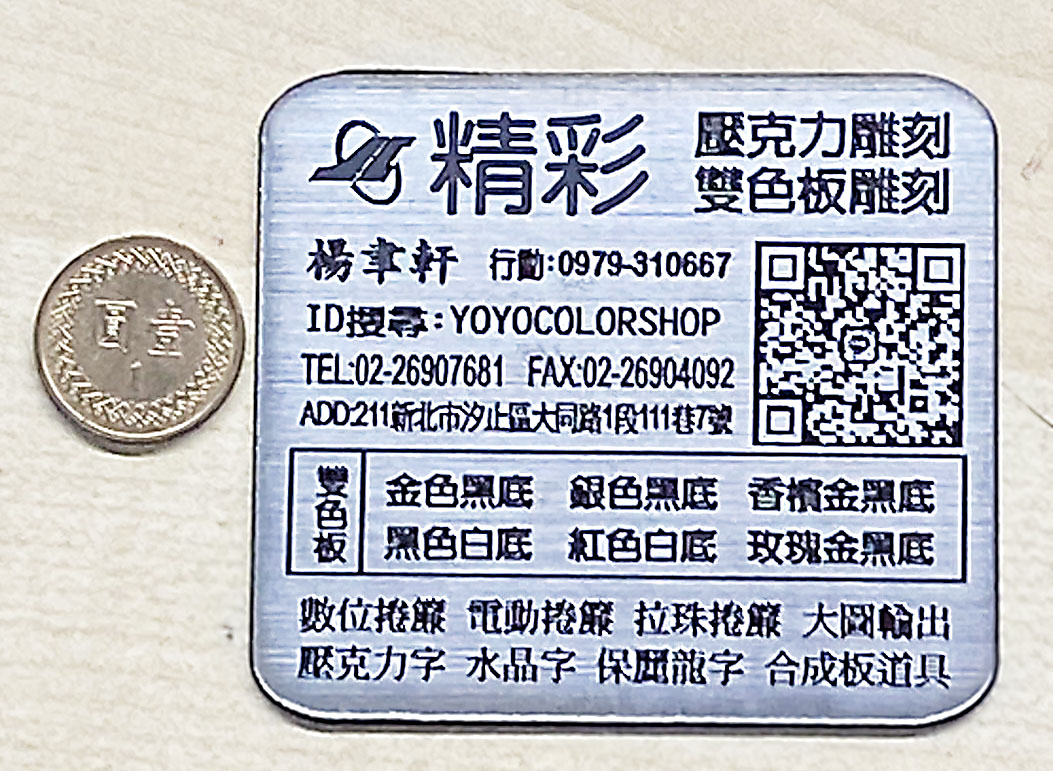 圓壹
1
精彩
壓克力雕刻
雙色板雕刻
楊聿軒 行動:0979-310667
ID搜尋:YOYOCOLORSHOP
TEL:02-26907681 FAX:02-26904092
ADD:211新北市汐止區大同路1段111巷7號
雙色板
金色黑底 銀色黑底 香檳金黑底
黑色白底 紅色白底 玫瑰金黑底
數位捲簾 電動捲簾 拉珠捲簾 大圖輸出
壓克力字 水晶字 保麗龍字 合成板道具